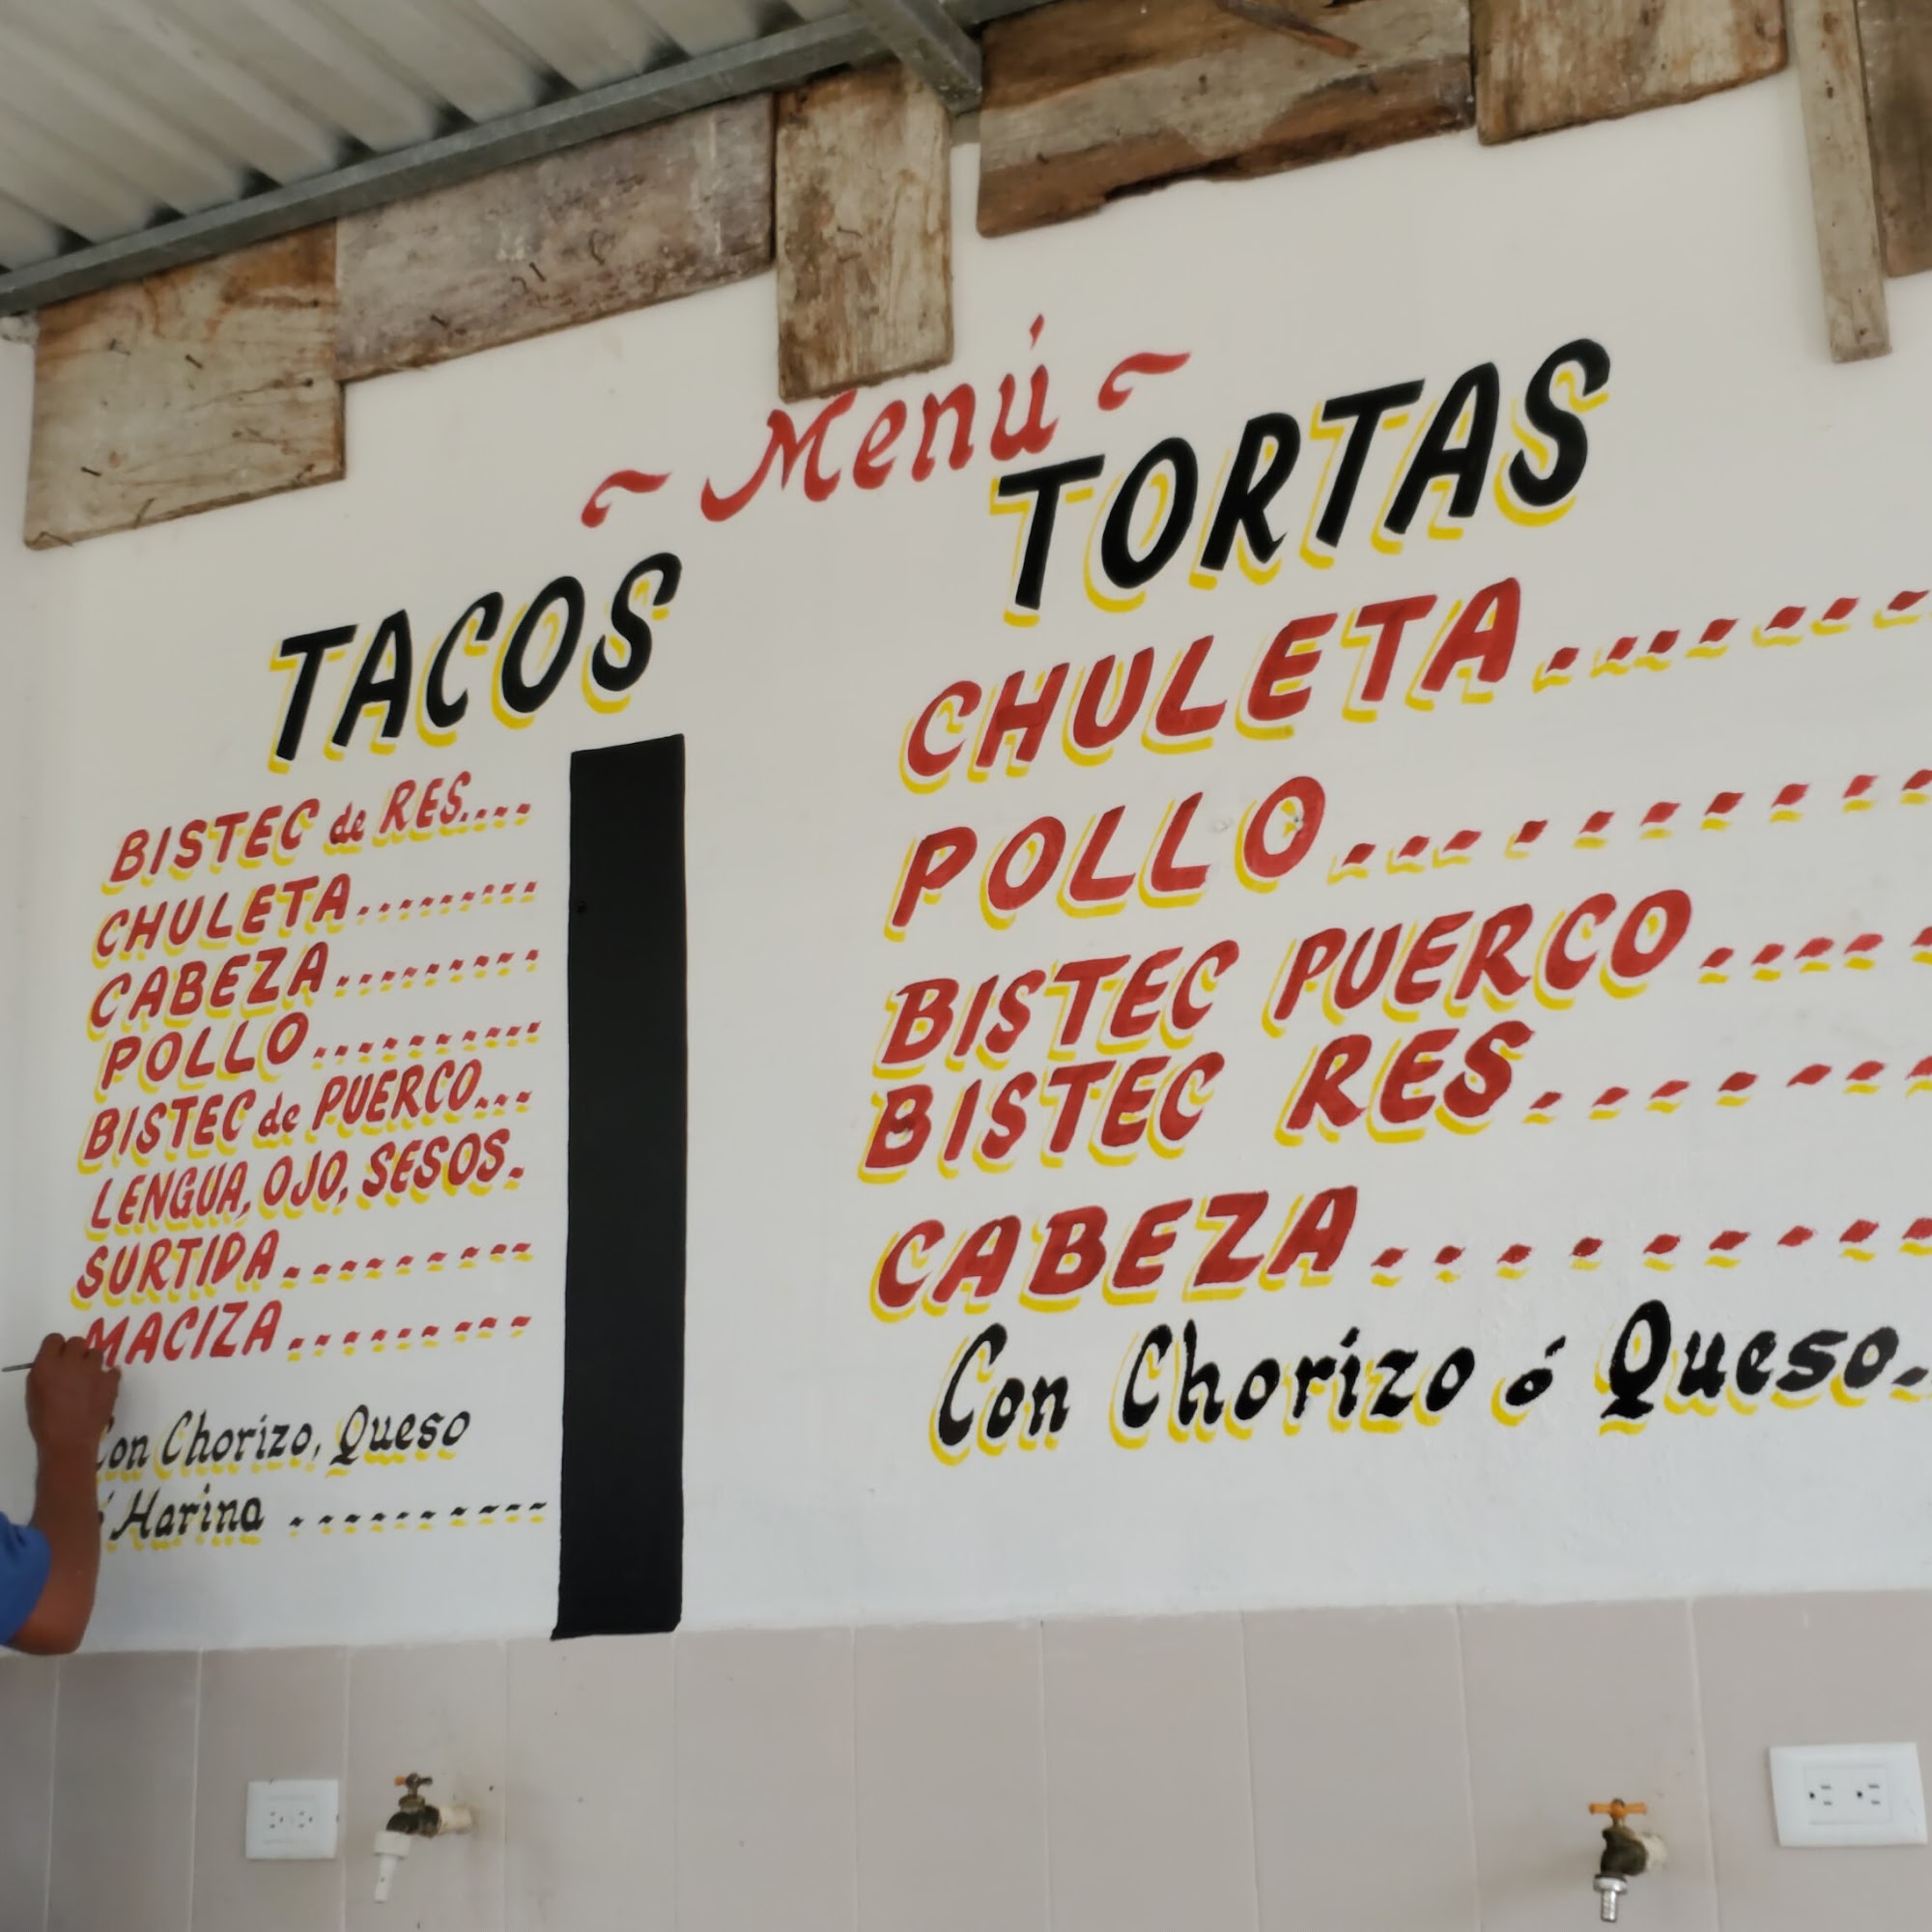 ~ Menú ~
TACOS
BISTEC de RES....
CHULETA.........
CABEZA.........
POLLO..........
BISTEC de PUERCO...
LENGUA, OJO, SESOS.
SURTIDA.........
MACIZA.........
Con Chorizo, Queso
ó Harina ----------
TORTAS
CHULETA........
POLLO..........
BISTEC PUERCO.....
BISTEC RES.......
CABEZA.........
Con Chorizo ó Queso..